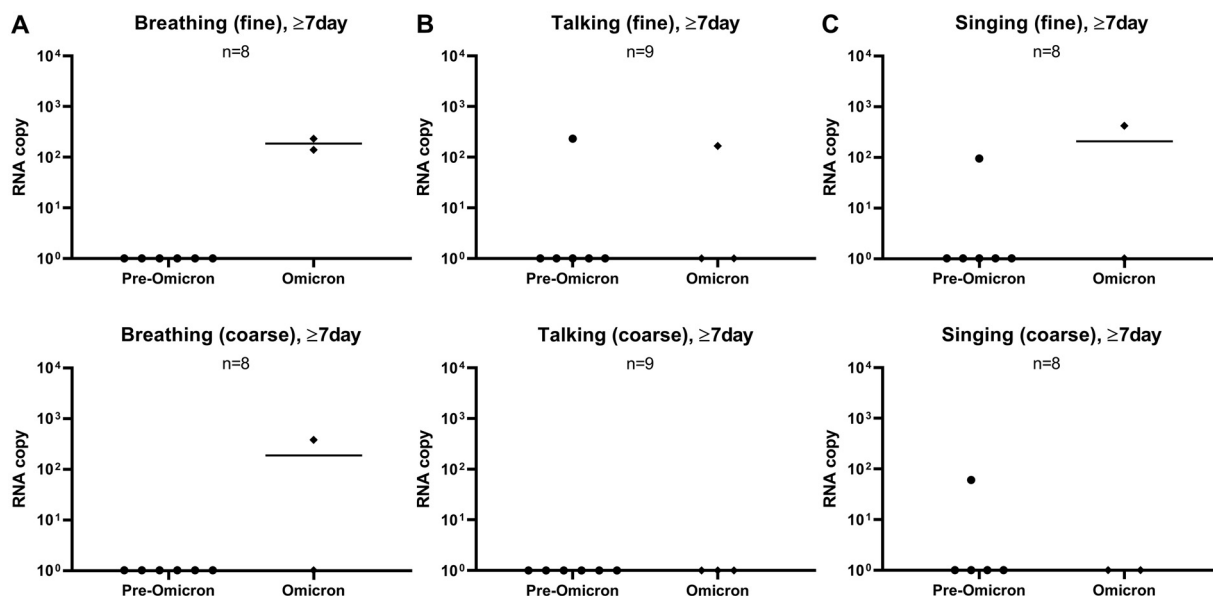 A
Breathing (fine), ≥7day
n=8
RNA copy
10⁴
10³
10²
10¹
10⁰
Pre-Omicron Omicron
B
Talking (fine), ≥7day
n=9
RNA copy
10⁴
10³
10²
10¹
10⁰
Pre-Omicron Omicron
C
Singing (fine), ≥7day
n=8
RNA copy
10⁴
10³
10²
10¹
10⁰
Pre-Omicron Omicron
Breathing (coarse), ≥7day
n=8
RNA copy
10⁴
10³
10²
10¹
10⁰
Pre-Omicron Omicron
Talking (coarse), ≥7day
n=9
RNA copy
10⁴
10³
10²
10¹
10⁰
Pre-Omicron Omicron
Singing (coarse), ≥7day
n=8
RNA copy
10⁴
10³
10²
10¹
10⁰
Pre-Omicron Omicron